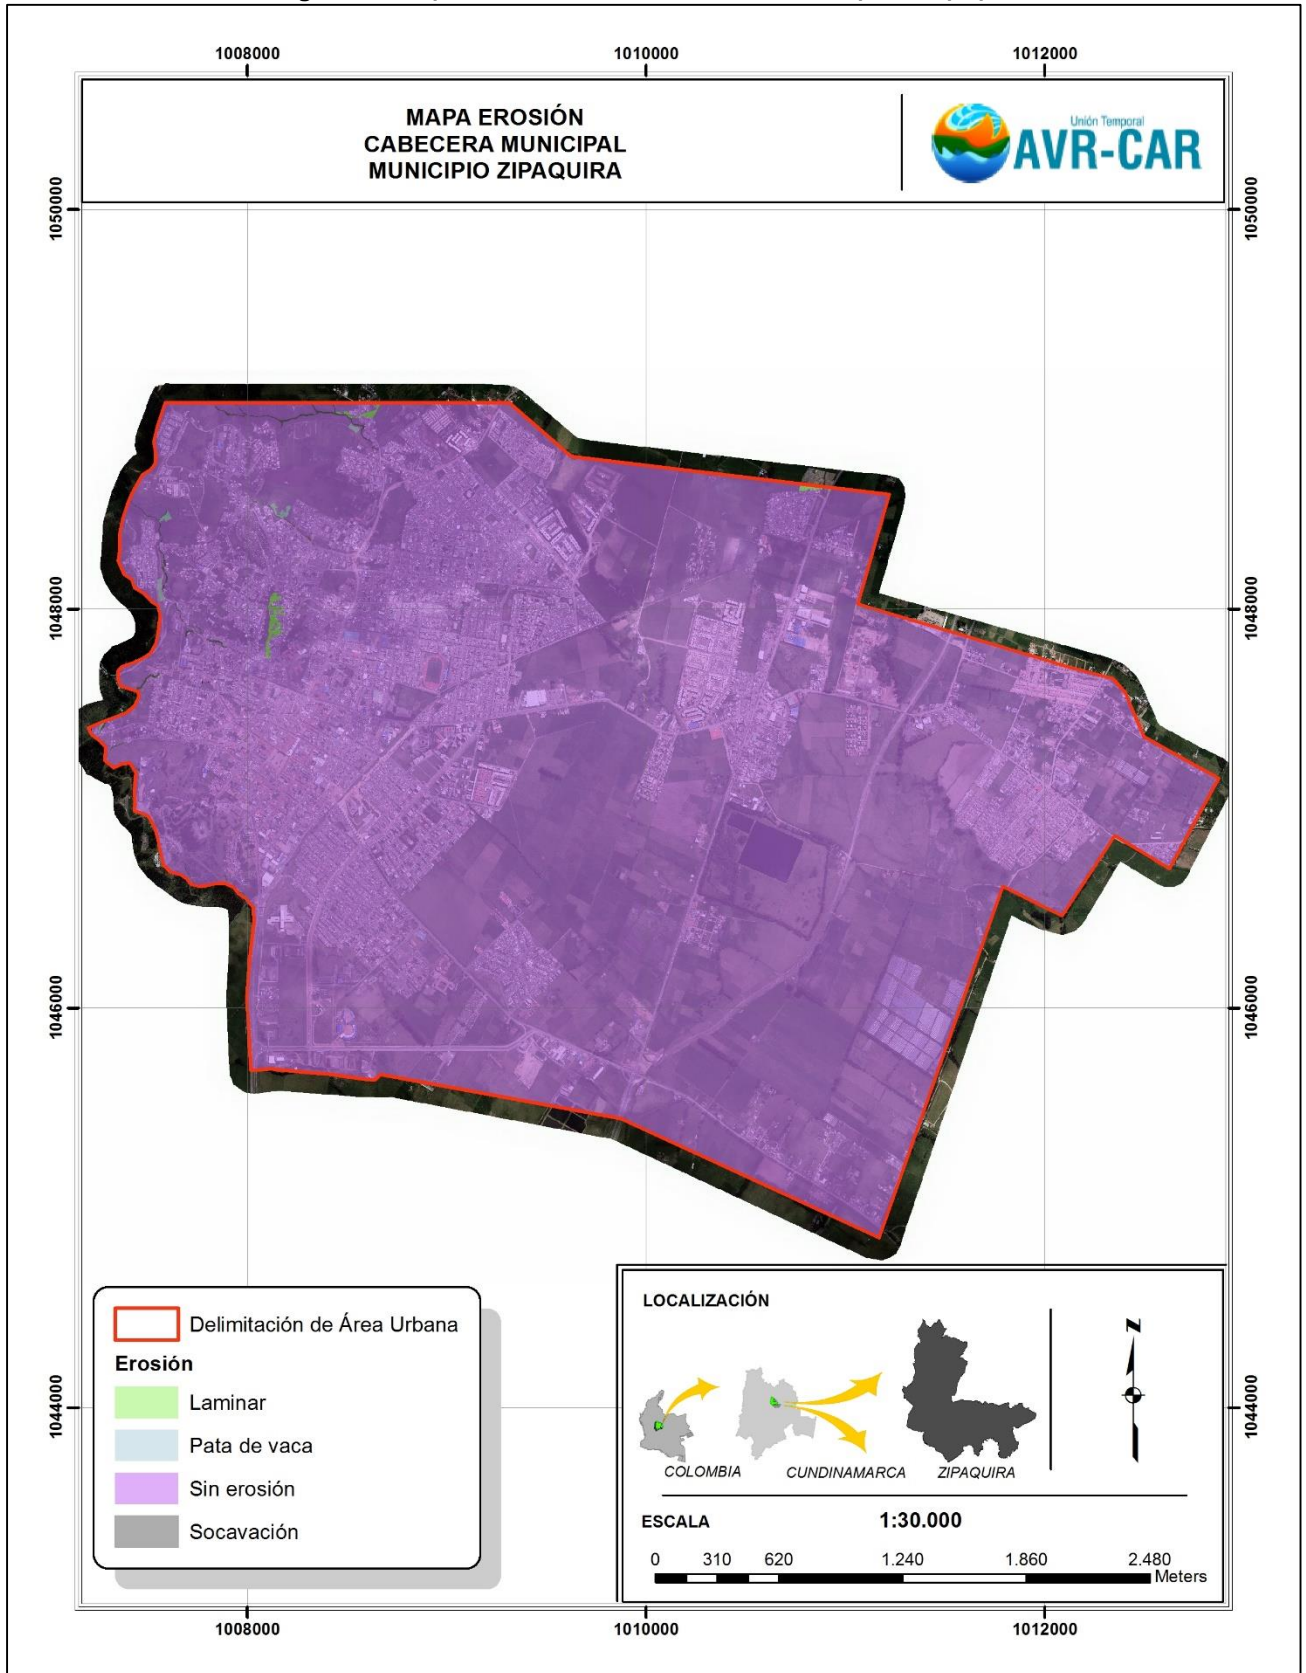 1008000 1010000 1012000
MAPA EROSIÓN
CABECERA MUNICIPAL
MUNICIPIO ZIPAQUIRA
Unión Temporal
AVR-CAR
1050000 1050000
1048000 1048000
1046000 1046000
1044000 1044000
Delimitación de Área Urbana
Erosión
Laminar
Pata de vaca
Sin erosión
Socavación
LOCALIZACIÓN
COLOMBIA CUNDINAMARCA ZIPAQUIRA
N
ESCALA 1:30.000
0 310 620 1.240 1.860 2.480
Meters
1008000 1010000 1012000